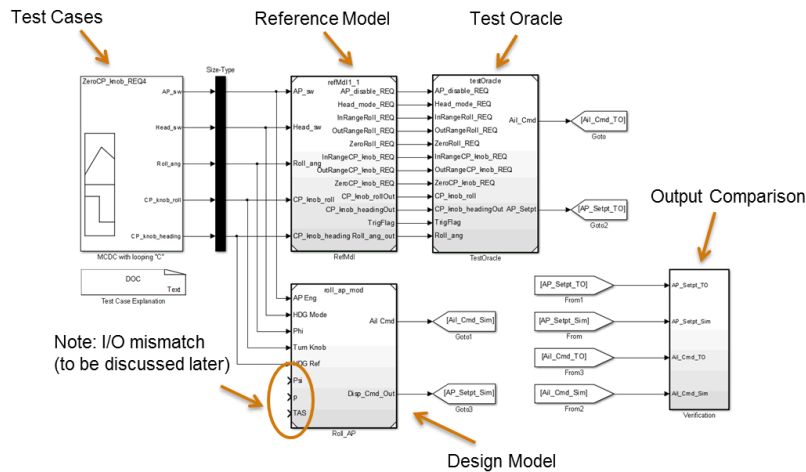 Test Cases
Reference Model
Test Oracle
ZeroCP_knob_REQ4
AP_sw
Head_sw
Roll_ang
CP_knob_roll
CP_knob_heading
MCDC with looping "C"
DOC
Text
Test Case Explanation
Size-Type
refMdl1_1
AP_sw
Head_sw
Roll_ang
CP_knob_roll
CP_knob_heading
AP_disable_REQ
Head_mode_REQ
InRangeRoll_REQ
OutRangeRoll_REQ
ZeroRoll_REQ
InRangeCP_knob_REQ
OutRangeCP_knob_REQ
ZeroCP_knob_REQ
CP_knob_rollOut
CP_knob_headingOut
TrigFlag
Roll_ang_out
RefMdl
testOracle
AP_disable_REQ
Head_mode_REQ
InRangeRoll_REQ
OutRangeRoll_REQ
ZeroRoll_REQ
InRangeCP_knob_REQ
OutRangeCP_knob_REQ
ZeroCP_knob_REQ
CP_knob_roll
CP_knob_headingOut
TrigFlag
Roll_ang
Ail_Cmd
AP_Setpt
TestOracle
[Ail_Cmd_TO]
Goto
[AP_Setpt_TO]
Goto2
Output Comparison
roll_ap_mod
AP Eng
HDG Mode
Phi
Turn Knob
HDG Ref
Psi
p
TAS
Ail Cmd
Disp_Cmd_Out
Roll_AP
[Ail_Cmd_Sim]
Goto1
[AP_Setpt_Sim]
Goto3
[AP_Setpt_TO]
From1
[AP_Setpt_Sim]
From
[Ail_Cmd_TO]
From3
[Ail_Cmd_Sim]
From2
AP_Setpt_TO
AP_Setpt_Sim
Ail_Cmd_TO
Ail_Cmd_Sim
Verification
Note: I/O mismatch
(to be discussed later)
Design Model